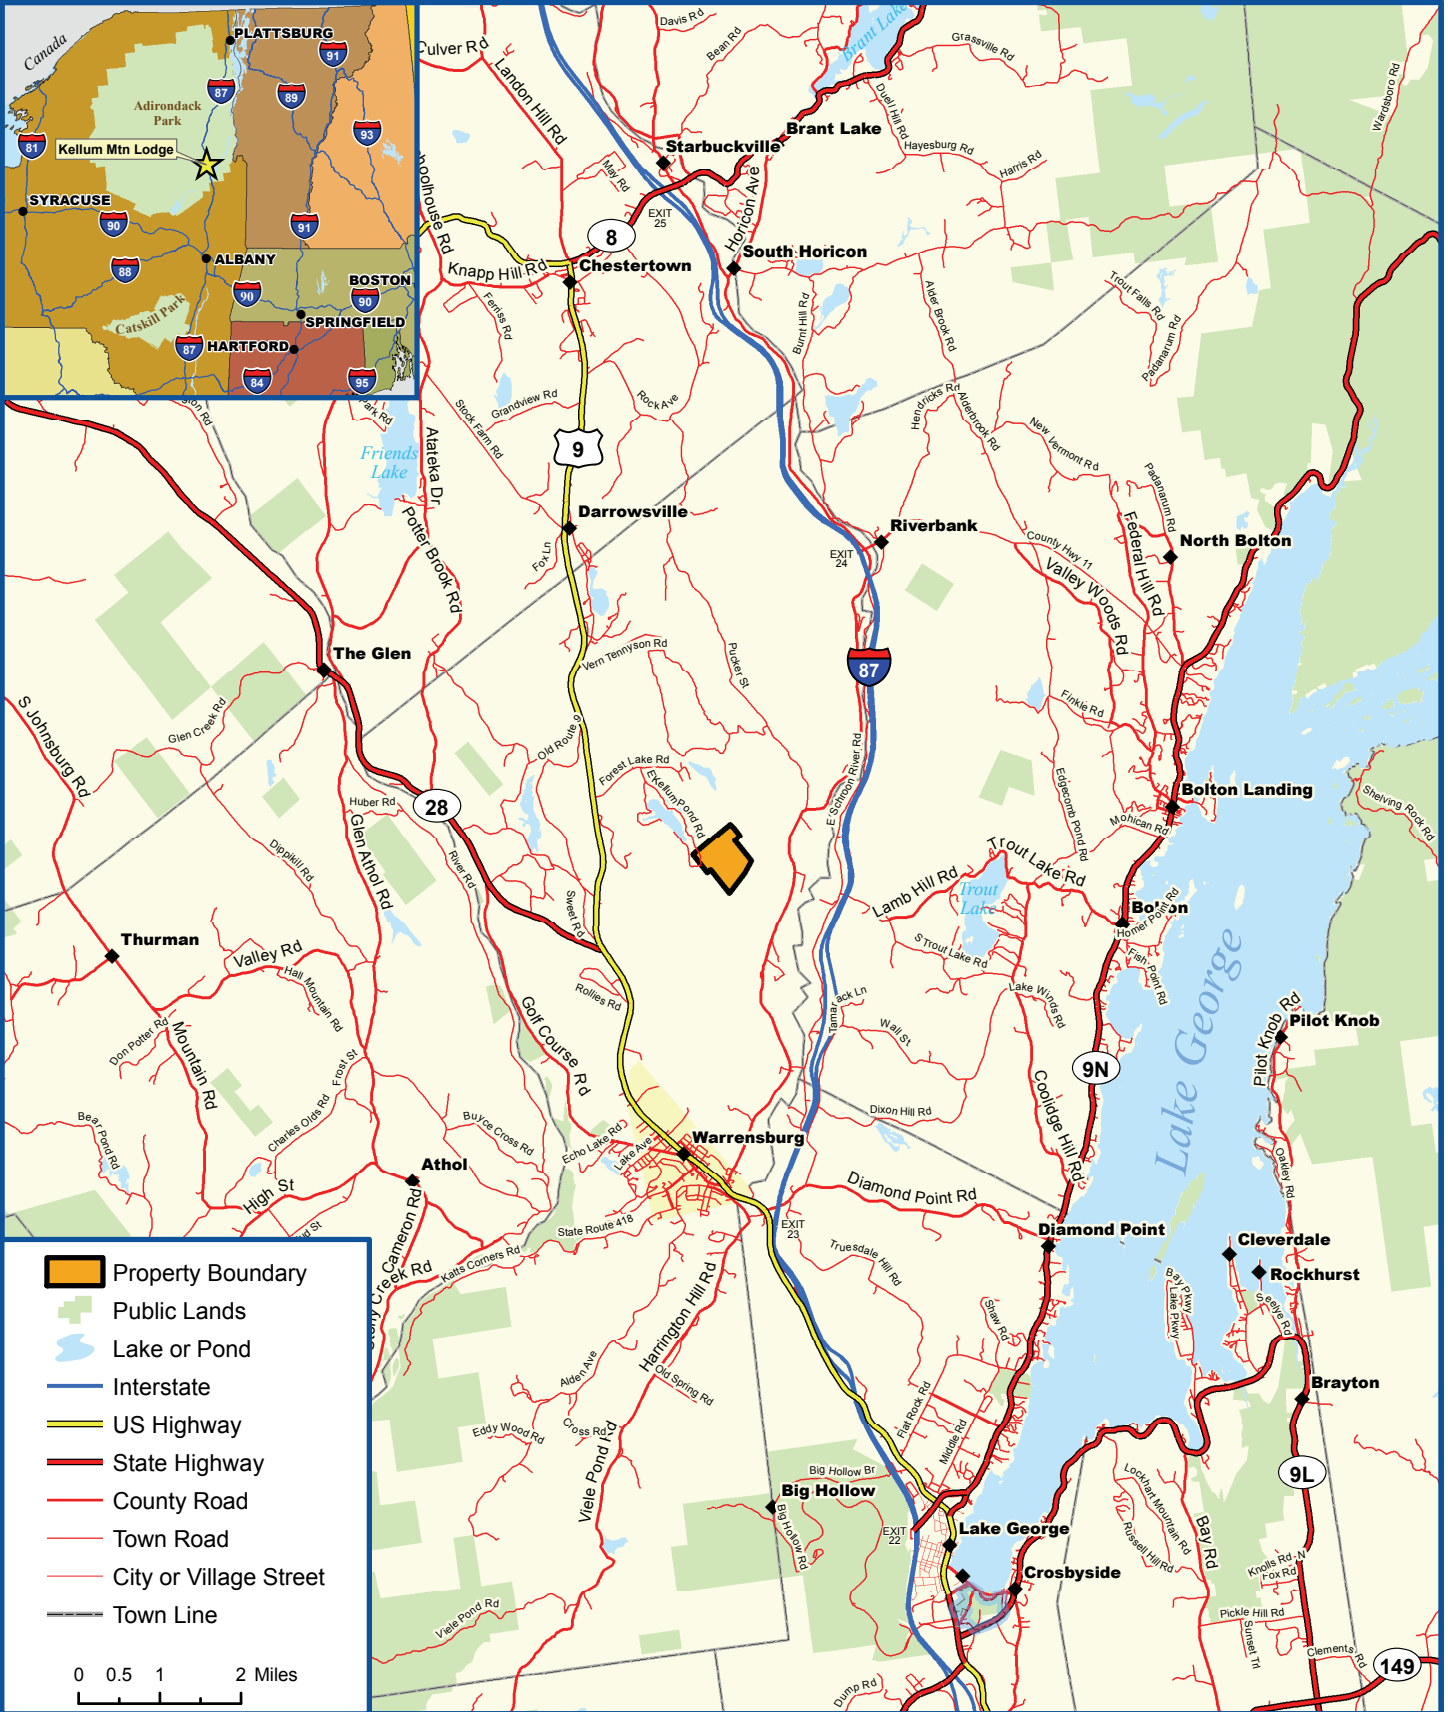 Canada
PLATTSBURG
91
87
89
Adirondack
Park
93
81
Kellum Mtn Lodge
SYRACUSE
90
91
ALBANY
88
BOSTON
90
90
SPRINGFIELD
Catskill Park
87
HARTFORD
84
95
Culver Rd
Landon Hill Rd
Davis Rd
Bean Rd
Brant Lake
Grassville Rd
Wardsboro Rd
Duell Hill Rd
Brant Lake
Starbuckville
Hayesburg Rd
Harris Rd
May Rd
EXIT
25
Horicon Ave
8
South Horicon
Knapp Hill Rd
Chestertown
Ferriss Rd
Burnt Hill Rd
Alder Brook Rd
Trout Falls Rd
Padanarum Rd
Grandview Rd
Rock Ave
Hendricks Rd
Alderbrook Rd
New Vermont Rd
Stock Farm Rd
Park Rd
Friends
Lake
Atateka Dr
9
Padanarum Rd
Potter Brook Rd
Darrowsville
Riverbank
Federal Hill Rd
North Bolton
Fox Ln
EXIT
24
County Hwy 11
Valley Woods Rd
The Glen
Vern Tennyson Rd
Pucker St
87
S Johnsburg Rd
Glen Creek Rd
Old Route 9
Finkle Rd
Forest Lake Rd
E Kellum Pond Rd
E Schroon River Rd
Edgecomb Pond Rd
Bolton Landing
Huber Rd
28
Mohican Rd
Shelving Rock Rd
Glen Athol Rd
Dippikill Rd
River Rd
Trout Lake Rd
Lamb Hill Rd
Trout
Lake
Sweet Rd
Bolton
Homer Point Rd
Thurman
Valley Rd
S Trout Lake Rd
Fish Point Rd
Lake George
Hall Mountain Rd
Rollies Rd
Lake Winds Rd
Tamarack Ln
Golf Course Rd
Wall St
Pilot Knob Rd
Pilot Knob
Don Potter Rd
Mountain Rd
Frost St
9N
Coolidge Hill Rd
Charles Olds Rd
Bear Pond Rd
Buyce Cross Rd
Echo Lake Rd
Lake Ave
Warrensburg
Dixon Hill Rd
Oakley Rd
Athol
High St
Diamond Point Rd
Cameron Rd
State Route 418
EXIT
23
Diamond Point
Cleverdale
Katts Corners Rd
Truesdale Hill Rd
Rockhurst
Bay Pkwy
Lake Pkwy
Seelye Rd
Harrington Hill Rd
Shaw Rd
Alden Ave
Old Spring Rd
Brayton
Flat Rock Rd
Middle Rd
Eddy Wood Rd
Cross Rd
Viele Pond Rd
Big Hollow Br
Big Hollow
Lockhart Mountain Rd
9L
Big Hollow Rd
EXIT
22
Lake George
Russell Hill Rd
Bay Rd
Crosbyside
Knolls Rd N
Fox Rd
Viele Pond Rd
Pickle Hill Rd
Sunset Trl
Clements Rd
149
Dump Rd
Property Boundary
Public Lands
Lake or Pond
Interstate
US Highway
State Highway
County Road
Town Road
City or Village Street
Town Line
0 0.5 1 2 Miles